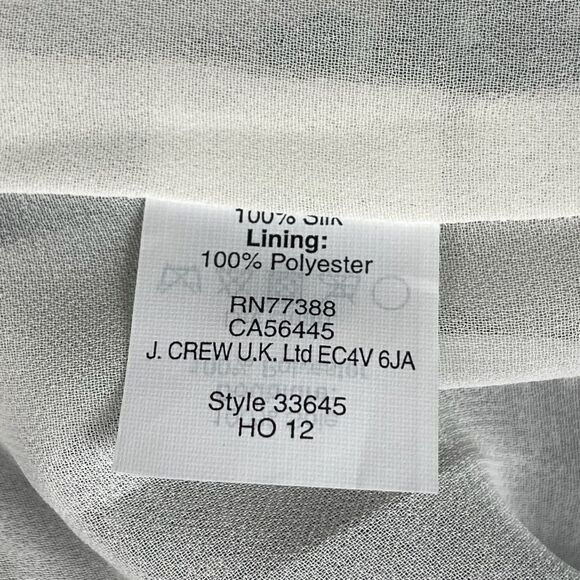 100% Silk
Lining:
100% Polyester
RN77388
CA56445
J. CREW U.K. Ltd EC4V 6JA
Style 33645
HO 12